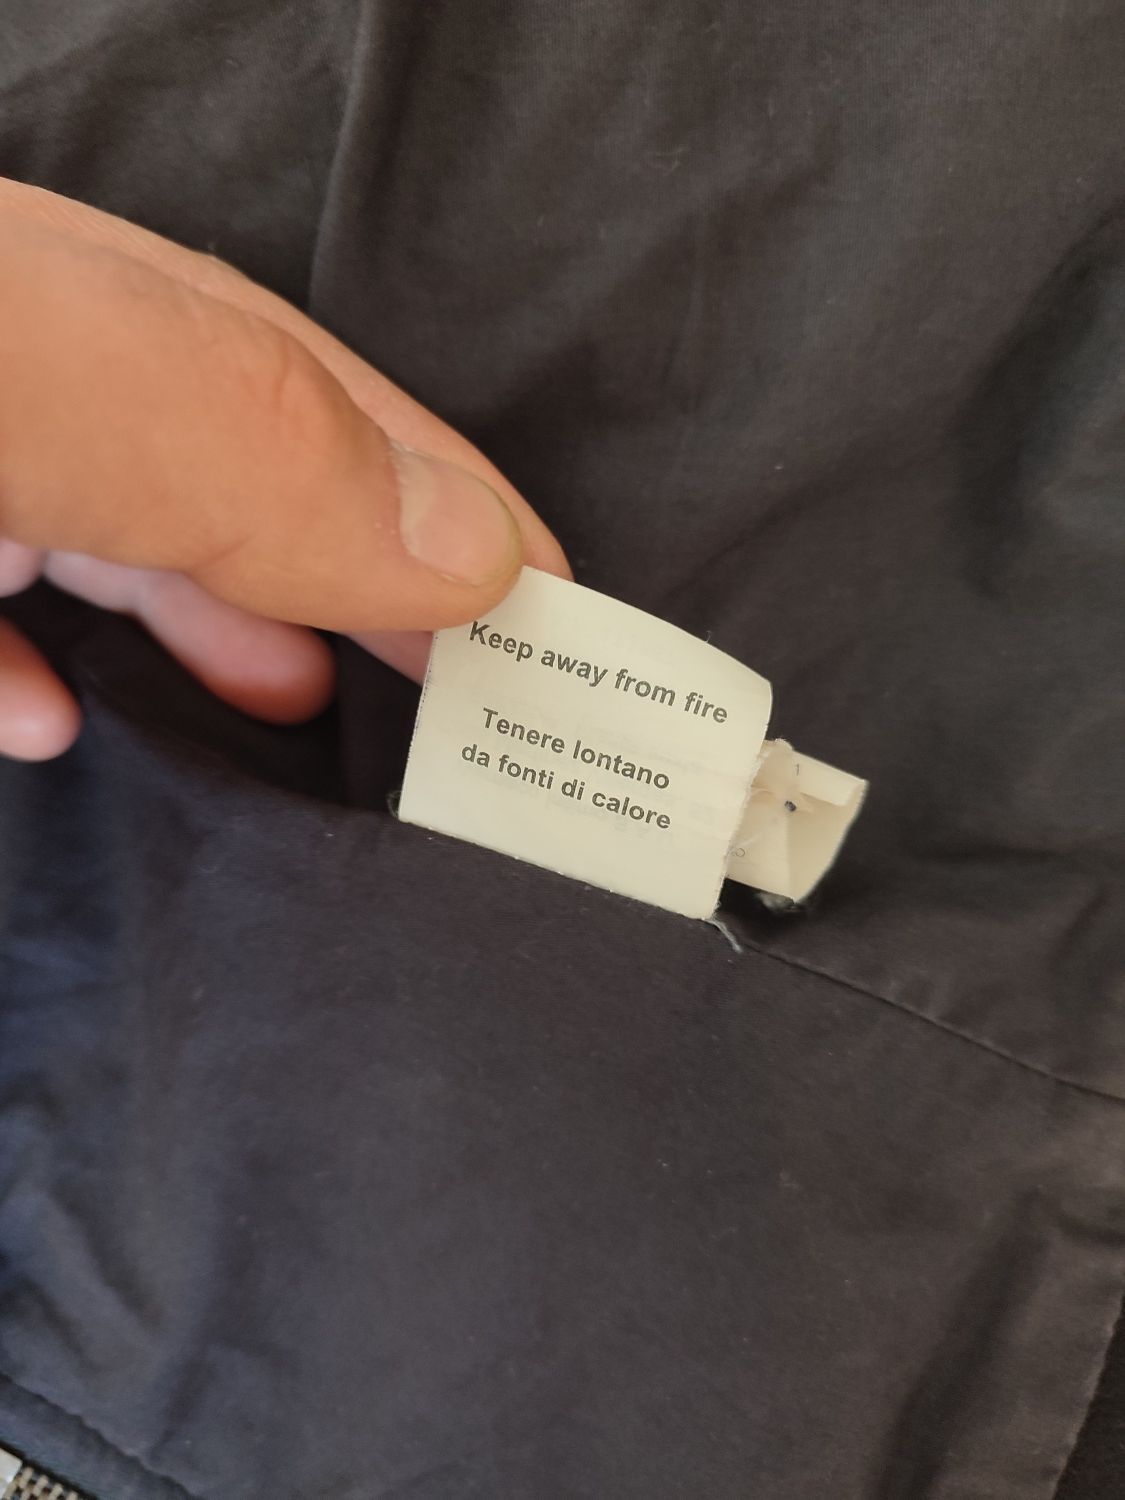 Keep away from fire
Tenere lontano
da fonti di calore